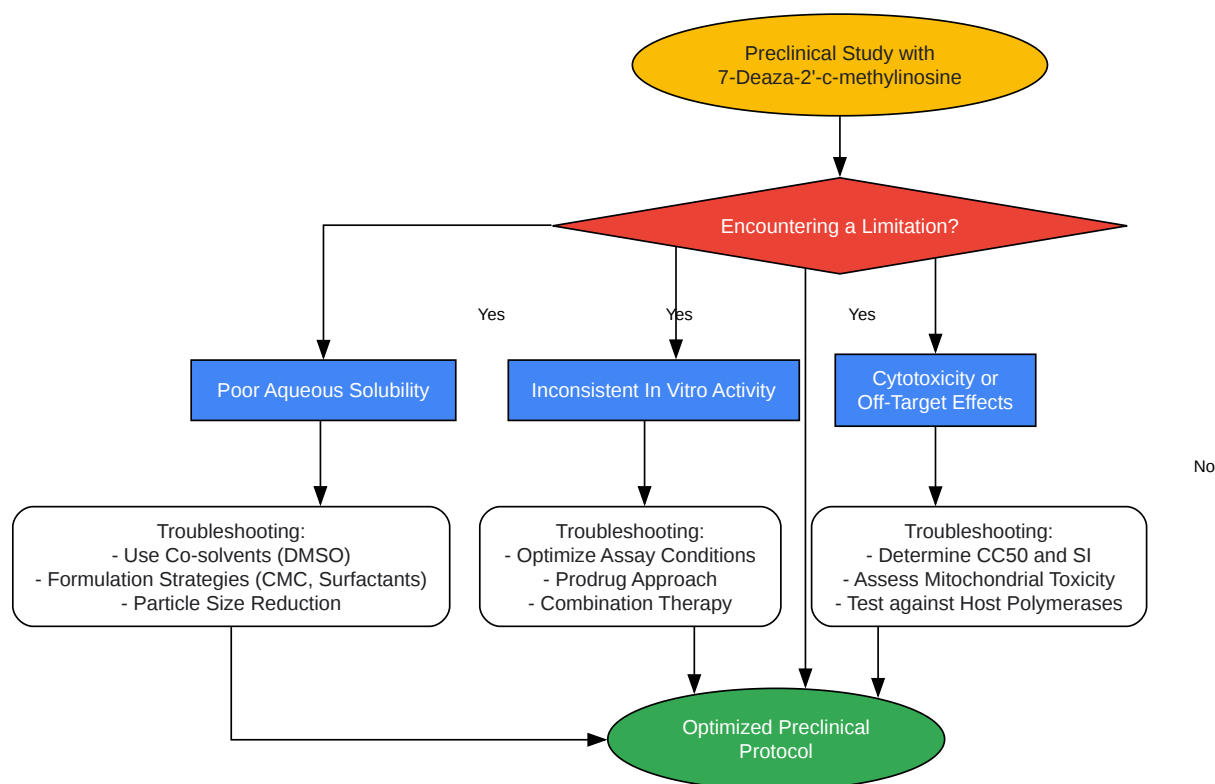 Preclinical Study with
7-Deaza-2'-c-methylinosine
Encountering a Limitation?
Yes
Yes
Yes
Poor Aqueous Solubility
Inconsistent In Vitro Activity
Cytotoxicity or
Off-Target Effects
No
Troubleshooting:
- Use Co-solvents (DMSO)
- Formulation Strategies (CMC, Surfactants)
- Particle Size Reduction
Troubleshooting:
- Optimize Assay Conditions
- Prodrug Approach
- Combination Therapy
Troubleshooting:
- Determine CC50 and SI
- Assess Mitochondrial Toxicity
- Test against Host Polymerases
Optimized Preclinical
Protocol